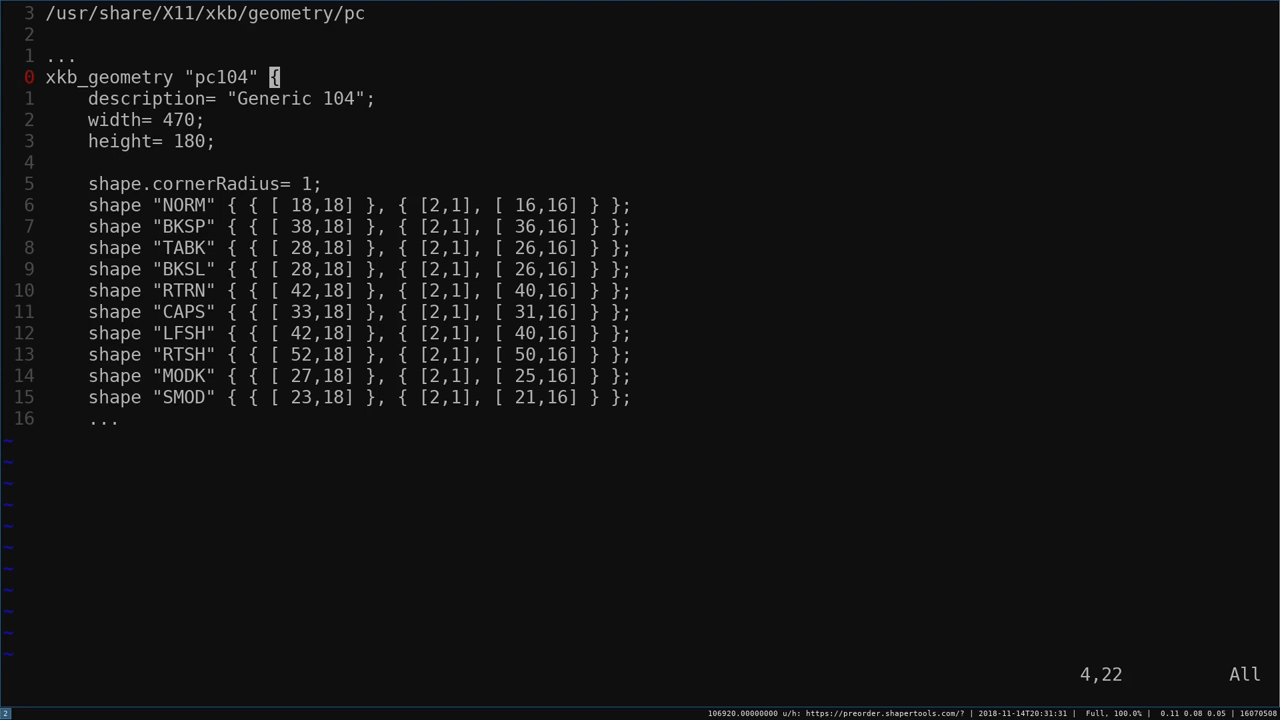 3 /usr/share/X11/xkb/geometry/pc
2
1 ...
0 xkb_geometry "pc104" {
1     description= "Generic 104";
2     width= 470;
3     height= 180;
4
5     shape.cornerRadius= 1;
6     shape "NORM" { { [ 18,18] }, { [2,1], [ 16,16] } };
7     shape "BKSP" { { [ 38,18] }, { [2,1], [ 36,16] } };
8     shape "TABK" { { [ 28,18] }, { [2,1], [ 26,16] } };
9     shape "BKSL" { { [ 28,18] }, { [2,1], [ 26,16] } };
10     shape "RTRN" { { [ 42,18] }, { [2,1], [ 40,16] } };
11     shape "CAPS" { { [ 33,18] }, { [2,1], [ 31,16] } };
12     shape "LFSH" { { [ 42,18] }, { [2,1], [ 40,16] } };
13     shape "RTSH" { { [ 52,18] }, { [2,1], [ 50,16] } };
14     shape "MODK" { { [ 27,18] }, { [2,1], [ 25,16] } };
15     shape "SMOD" { { [ 23,18] }, { [2,1], [ 21,16] } };
16     ...
~
~
~
~
~
~
~
~
~
~
~
4,22 All
2 106920.00000000 u/h: https://preorder.shapertools.com/? | 2018-11-14T20:31:31 | Full, 100.0% | 0.11 0.08 0.05 | 16070508